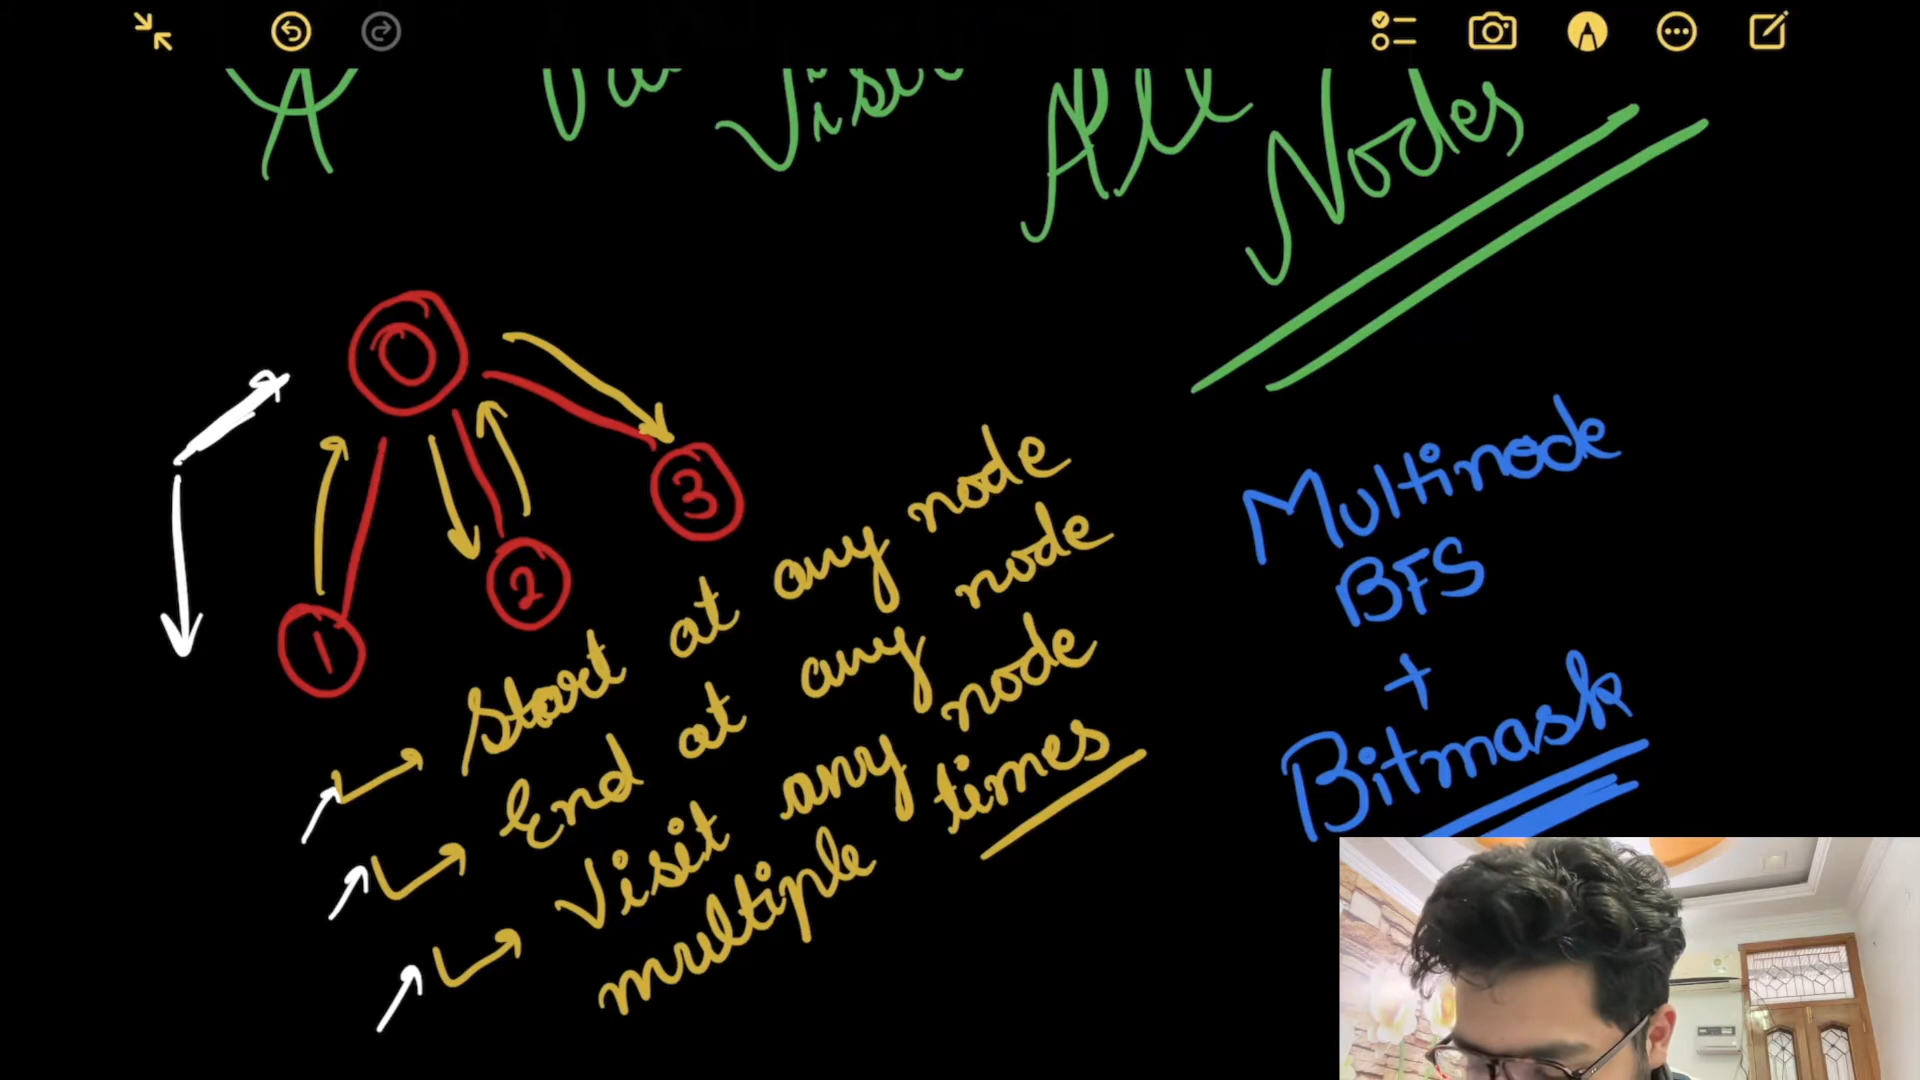 Visit All Nodes
0
3
2
1
Start at any node
End at any node
Visit any node
multiple times
Multinode
BFS
+
Bitmask